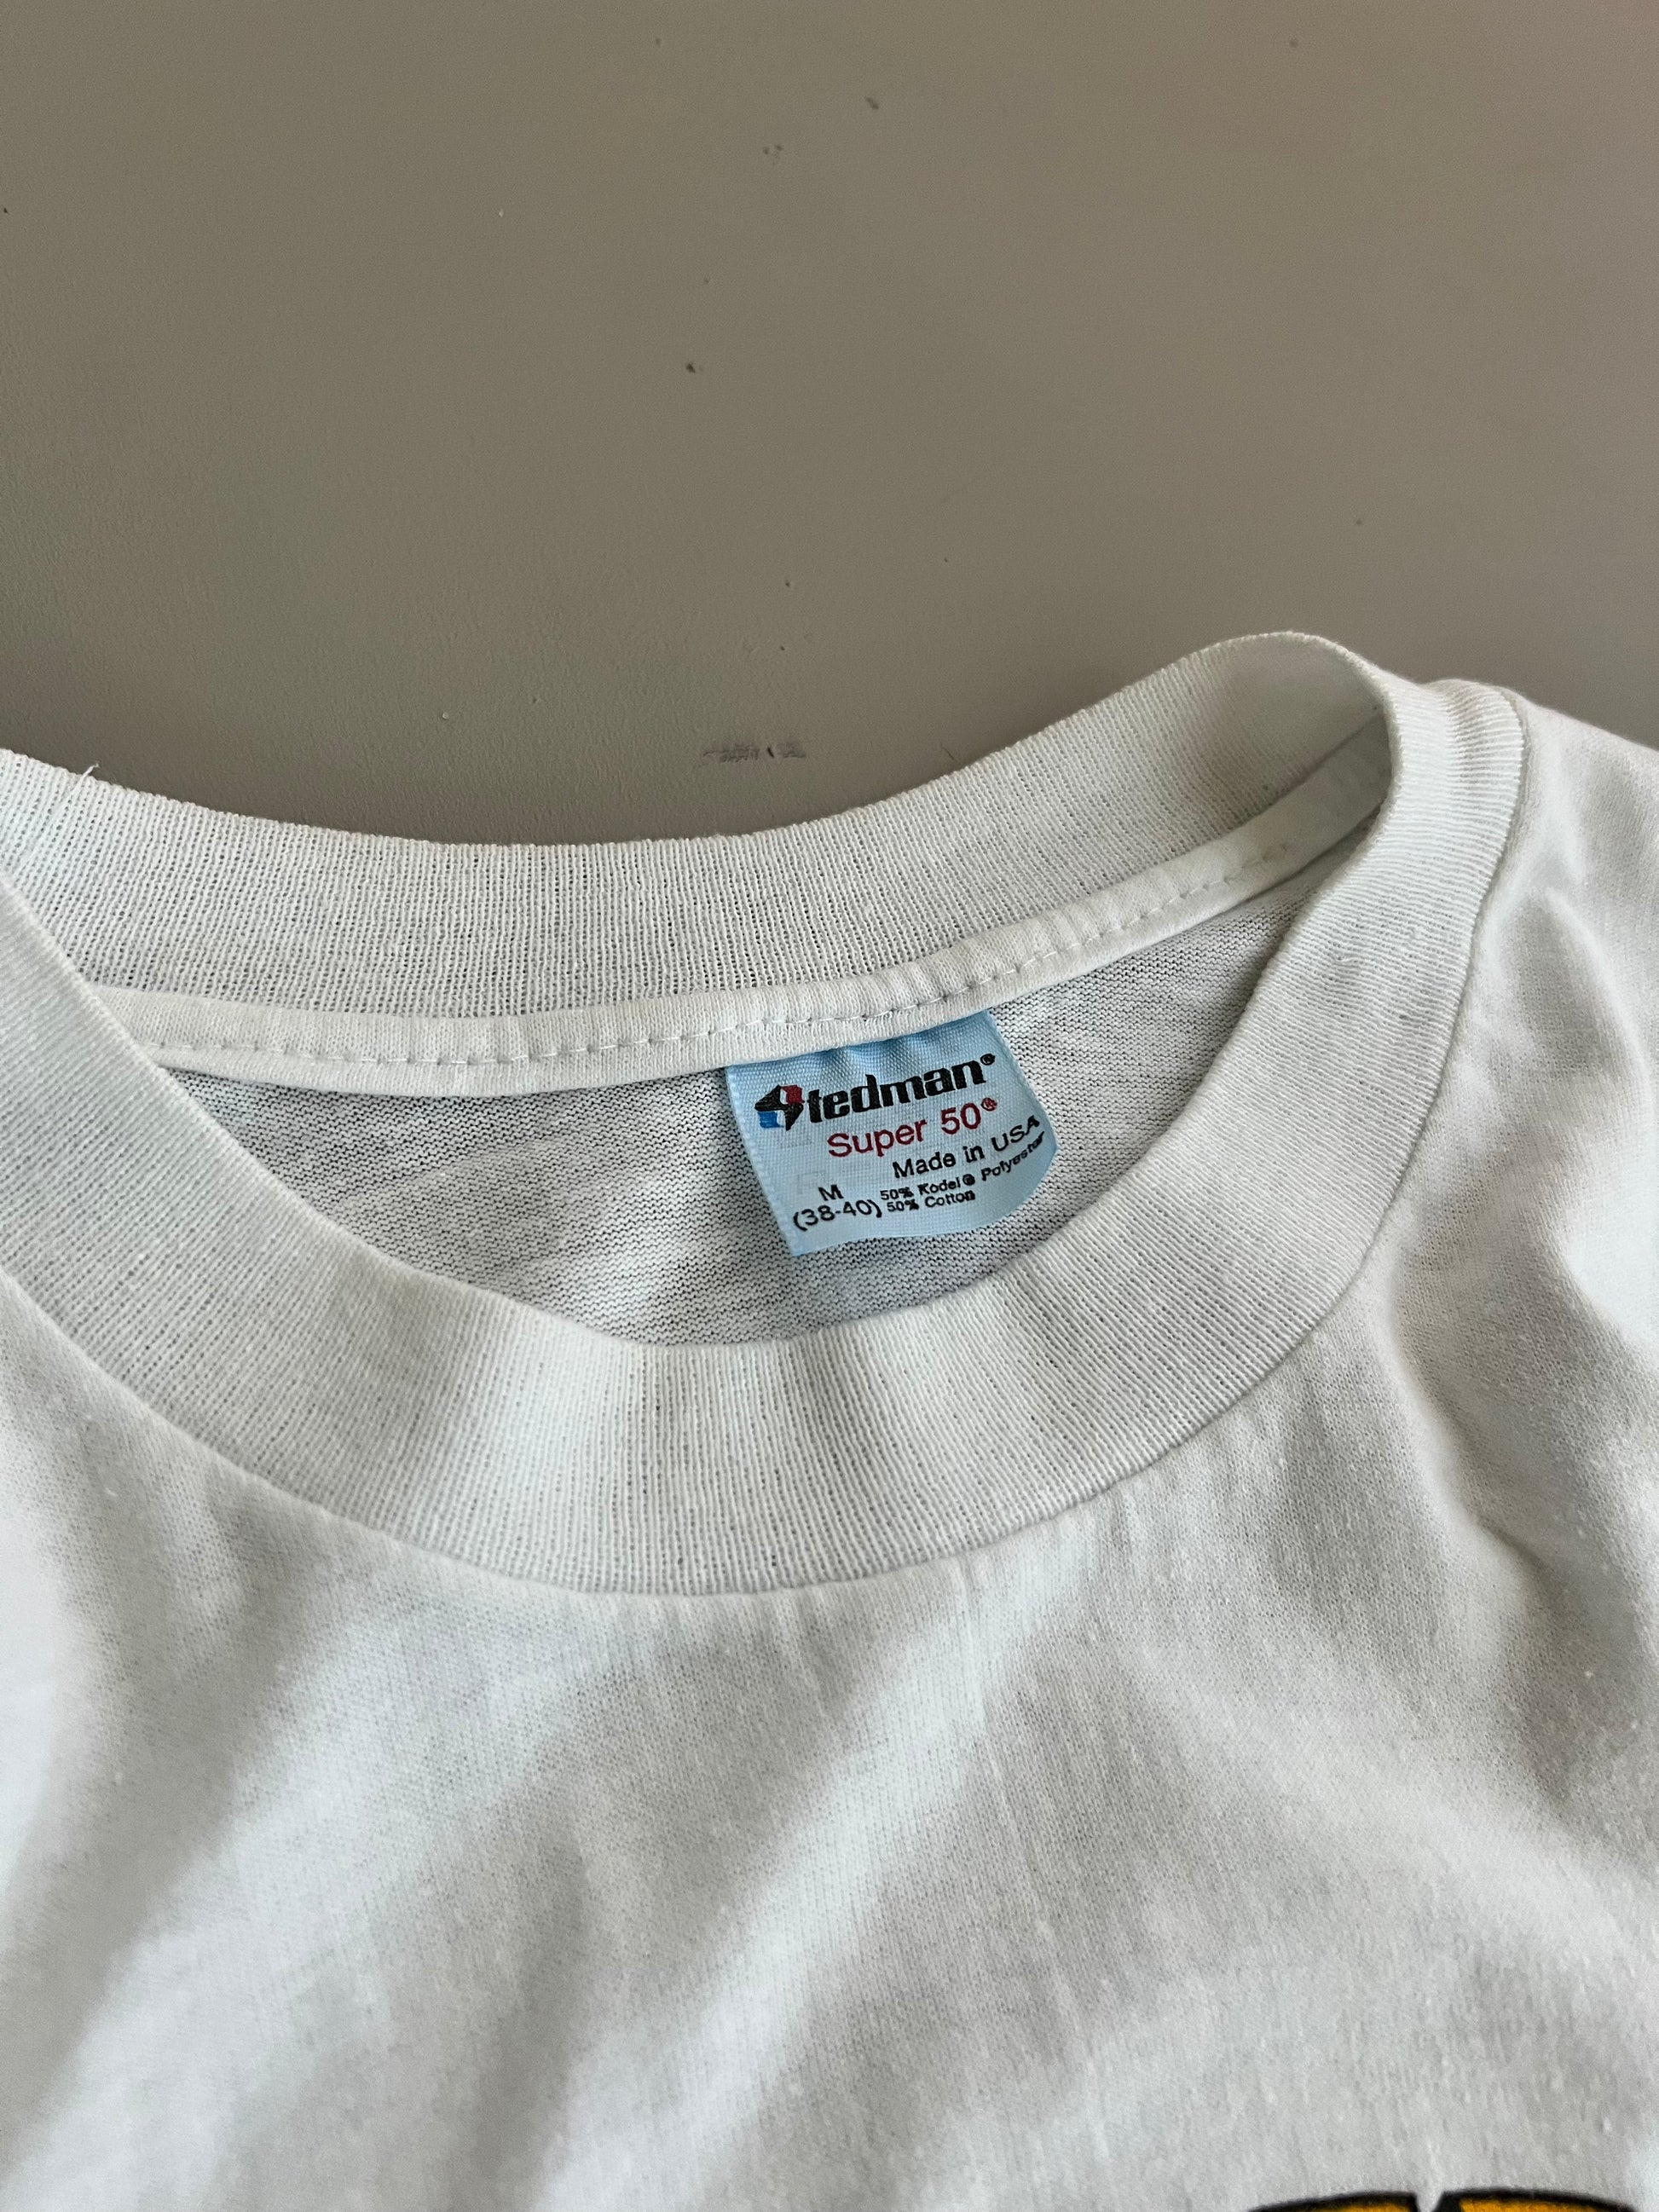 Stedman®
Super 50®
Made in USA
M
(38-40)
50% Kodel® Polyester
50% Cotton